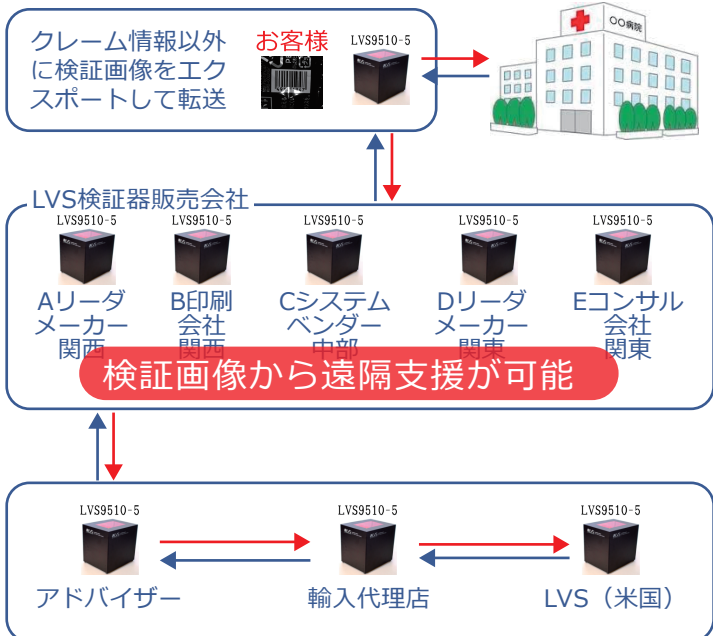 クレーム情報以外
に検証画像をエク
スポートして転送
お客様
LVS9510-5
〇〇病院
LVS検証器販売会社
LVS9510-5
LVS9510-5
LVS9510-5
LVS9510-5
LVS9510-5
Aリーダ
メーカー
関西
B印刷
会社
関西
Cシステム
ベンダー
中部
Dリーダ
メーカー
関東
Eコンサル
会社
関東
検証画像から遠隔支援が可能
LVS9510-5
LVS9510-5
LVS9510-5
アドバイザー
輸入代理店
LVS（米国）